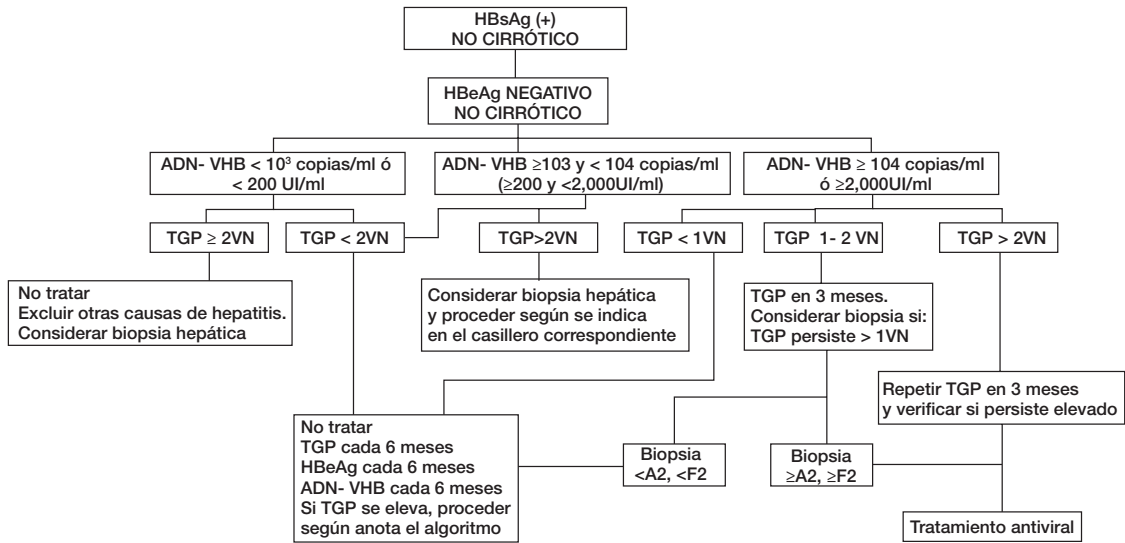 HBsAg (+)
NO CIRRÓTICO
HBeAg NEGATIVO
NO CIRRÓTICO
ADN- VHB < 10³ copias/ml ó
< 200 UI/ml
ADN- VHB ≥103 y < 104 copias/ml
(≥200 y <2,000UI/ml)
ADN- VHB ≥ 104 copias/ml
ó ≥2,000UI/ml
TGP ≥ 2VN
TGP < 2VN
TGP>2VN
TGP < 1VN
TGP 1- 2 VN
TGP > 2VN
No tratar
Excluir otras causas de hepatitis.
Considerar biopsia hepática
Considerar biopsia hepática
y proceder según se indica
en el casillero correspondiente
TGP en 3 meses.
Considerar biopsia si:
TGP persiste > 1VN
Repetir TGP en 3 meses
y verificar si persiste elevado
No tratar
TGP cada 6 meses
HBeAg cada 6 meses
ADN- VHB cada 6 meses
Si TGP se eleva, proceder
según anota el algoritmo
Biopsia
<A2, <F2
Biopsia
≥A2, ≥F2
Tratamiento antiviral